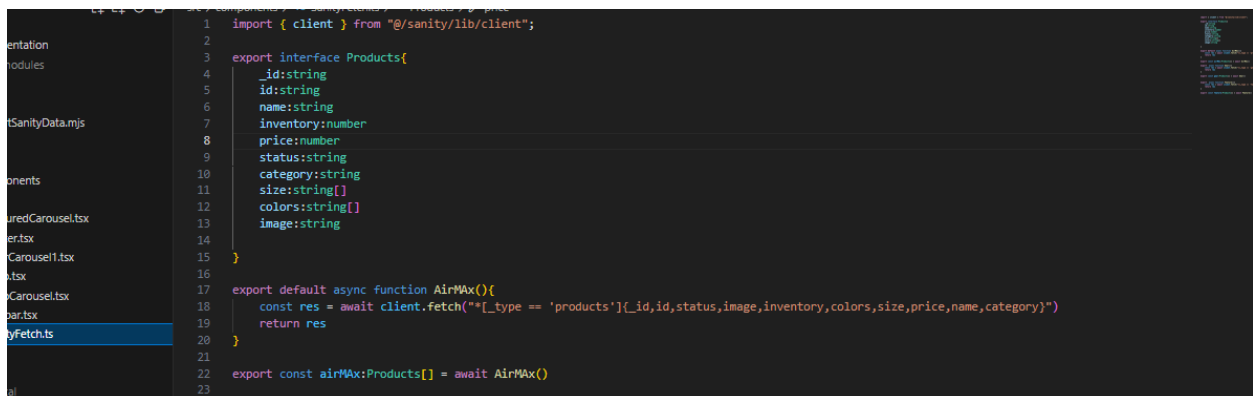 import { client } from "@/sanity/lib/client";
export interface Products{
_id:string
id:string
name:string
inventory:number
price:number
status:string
category:string
size:string[]
colors:string[]
image:string
}
export default async function AirMAx(){
const res = await client.fetch("*[_type == 'products']{_id,id,status,image,inventory,colors,size,price,name,category}")
return res
}
export const airMAx:Products[] = await AirMAx()
1
2
3
4
5
6
7
8
9
10
11
12
13
14
15
16
17
18
19
20
21
22
23
entation
nodules
tSanityData.mjs
onents
uredCarousel.tsx
er.tsx
rCarousel1.tsx
o.tsx
oCarousel.tsx
bar.tsx
tyFetch.ts